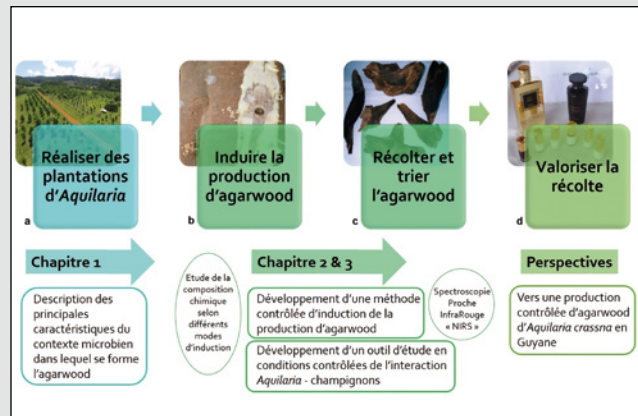 Réaliser des
plantations
d'Aquilaria
a
Induire la
production
d'agarwood
b
Récolter et
trier
l'agarwood
c
Valoriser la
récolte
d
Chapitre 1
Description des
principales
caractéristiques du
contexte microbien
dans lequel se forme
l'agarwood
Etude de la
composition
chimique
selon
différents
modes
d'induction
Chapitre 2 & 3
Développement d'une méthode
contrôlée d'induction de la
production d'agarwood
Développement d'un outil d'étude en
conditions contrôlées de l'interaction
Aquilaria - champignons
Spectroscopie
Proche
InfraRouge
« NIRS »
Perspectives
Vers une production
contrôlée d'agarwood
d'Aquilaria crassna en
Guyane